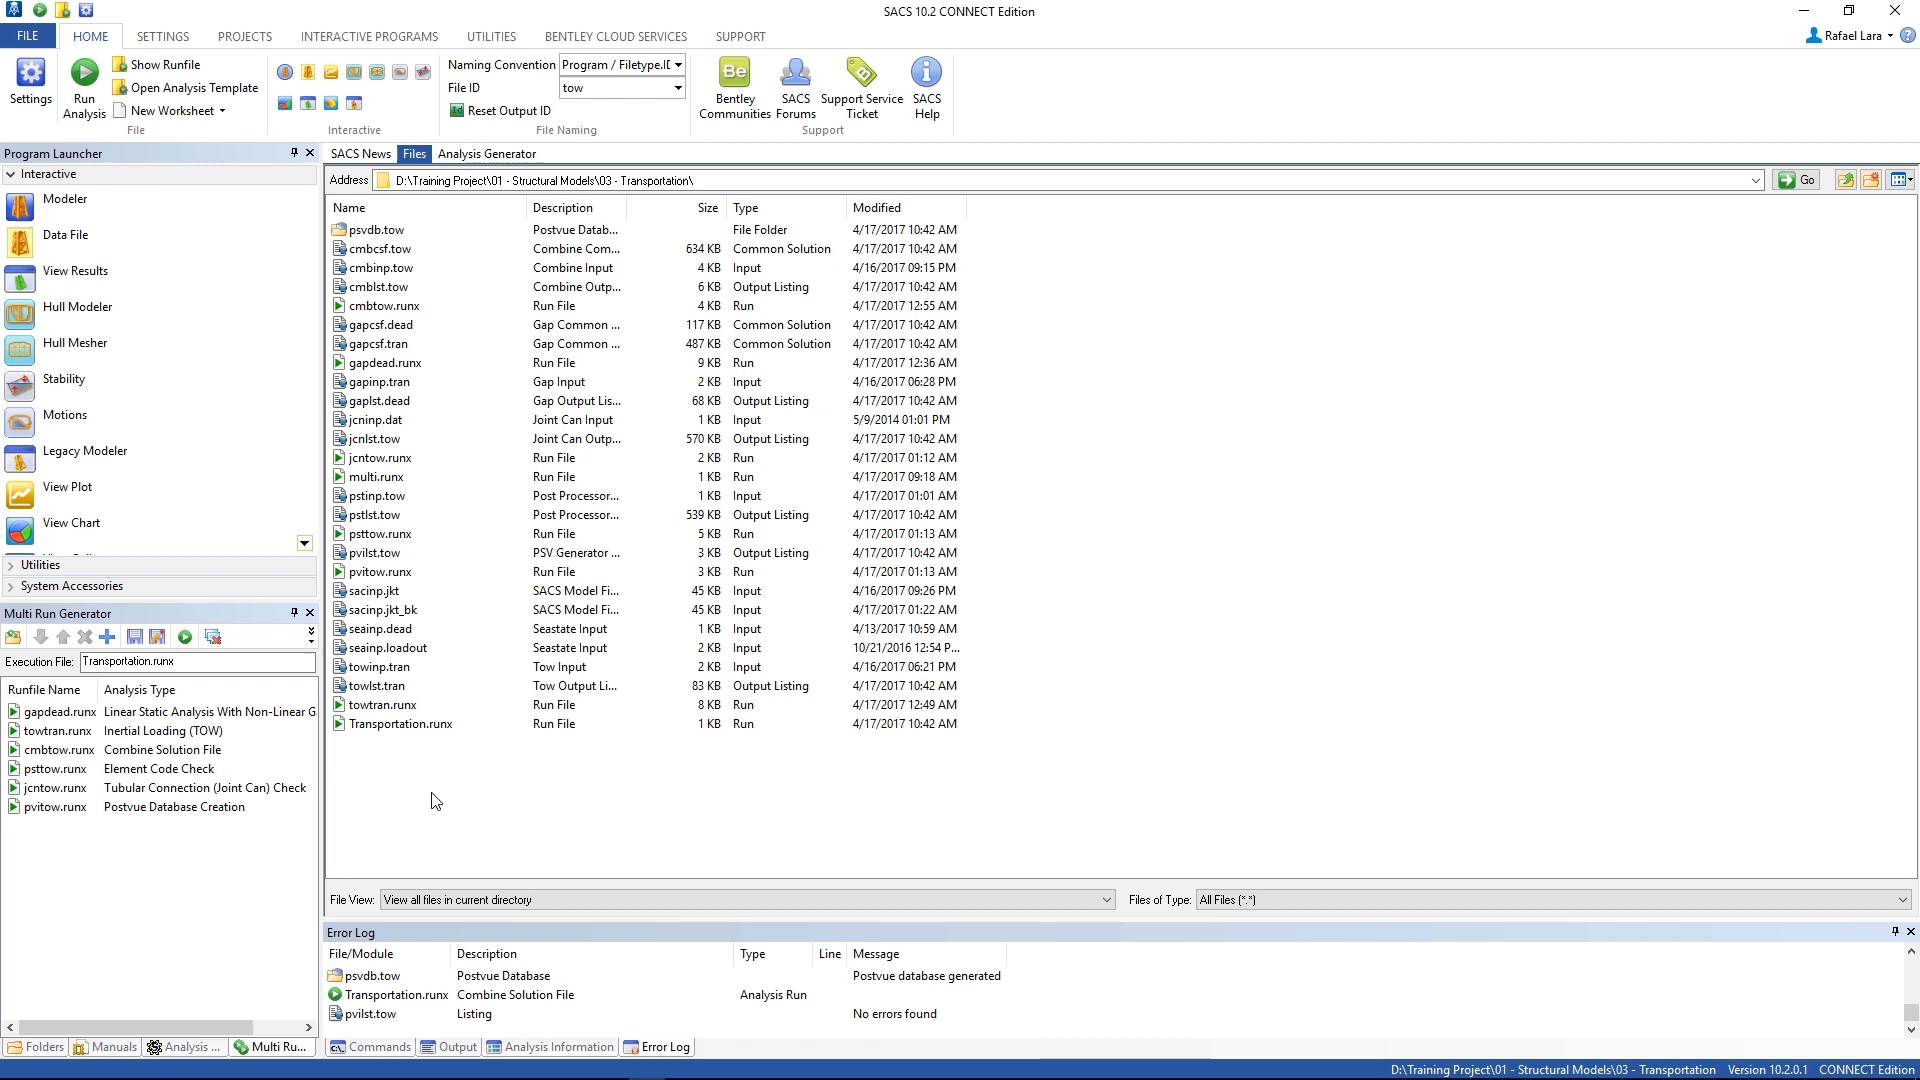 SACS 10.2 CONNECT Edition
FILE HOME SETTINGS PROJECTS INTERACTIVE PROGRAMS UTILITIES BENTLEY CLOUD SERVICES SUPPORT Rafael Lara
Settings
Run Analysis
Show Runfile
Open Analysis Template
New Worksheet
File
Interactive
Naming Convention Program / Filetype.IE
File ID tow
Id Reset Output ID
File Naming
Be Bentley Communities
SACS Forums
Support Service Ticket
SACS Help
Support
Program Launcher
Interactive
Modeler
Data File
View Results
Hull Modeler
Hull Mesher
Stability
Motions
Legacy Modeler
View Plot
View Chart
Utilities
System Accessories
Multi Run Generator
Execution File: Transportation.runx
Runfile Name Analysis Type
gapdead.runx Linear Static Analysis With Non-Linear G
towtran.runx Inertial Loading (TOW)
cmbtow.runx Combine Solution File
psttow.runx Element Code Check
jcntow.runx Tubular Connection (Joint Can) Check
pvitow.runx Postvue Database Creation
Folders Manuals Analysis ... Multi Ru...
SACS News Files Analysis Generator
Address D:\Training Project\01 - Structural Models\03 - Transportation\ Go
Name Description Size Type Modified
psvdb.tow Postvue Datab... File Folder 4/17/2017 10:42 AM
cmbcsf.tow Combine Com... 634 KB Common Solution 4/17/2017 10:42 AM
cmbinp.tow Combine Input 4 KB Input 4/16/2017 09:15 PM
cmblst.tow Combine Outp... 6 KB Output Listing 4/17/2017 10:42 AM
cmbtow.runx Run File 4 KB Run 4/17/2017 12:55 AM
gapcsf.dead Gap Common ... 117 KB Common Solution 4/17/2017 10:42 AM
gapcsf.tran Gap Common ... 487 KB Common Solution 4/17/2017 10:42 AM
gapdead.runx Run File 9 KB Run 4/17/2017 12:36 AM
gapinp.tran Gap Input 2 KB Input 4/16/2017 06:28 PM
gaplst.dead Gap Output Lis... 68 KB Output Listing 4/17/2017 10:42 AM
jcninp.dat Joint Can Input 1 KB Input 5/9/2014 01:01 PM
jcnlst.tow Joint Can Outp... 570 KB Output Listing 4/17/2017 10:42 AM
jcntow.runx Run File 2 KB Run 4/17/2017 01:12 AM
multi.runx Run File 1 KB Run 4/17/2017 09:18 AM
pstinp.tow Post Processor... 1 KB Input 4/17/2017 01:01 AM
pstlst.tow Post Processor... 539 KB Output Listing 4/17/2017 10:42 AM
psttow.runx Run File 5 KB Run 4/17/2017 01:13 AM
pvilst.tow PSV Generator ... 3 KB Output Listing 4/17/2017 10:42 AM
pvitow.runx Run File 3 KB Run 4/17/2017 01:13 AM
sacinp.jkt SACS Model Fi... 45 KB Input 4/16/2017 09:26 PM
sacinp.jkt_bk SACS Model Fi... 45 KB Input 4/17/2017 01:22 AM
seainp.dead Seastate Input 1 KB Input 4/13/2017 10:59 AM
seainp.loadout Seastate Input 2 KB Input 10/21/2016 12:54 P...
towinp.tran Tow Input 2 KB Input 4/16/2017 06:21 PM
towlst.tran Tow Output Li... 83 KB Output Listing 4/17/2017 10:42 AM
towtran.runx Run File 8 KB Run 4/17/2017 12:49 AM
Transportation.runx Run File 1 KB Run 4/17/2017 10:42 AM
File View: View all files in current directory Files of Type: All Files (*.*)
Error Log
File/Module Description Type Line Message
psvdb.tow Postvue Database Postvue database generated
Transportation.runx Combine Solution File Analysis Run
pvilst.tow Listing No errors found
Commands Output Analysis Information Error Log
D:\Training Project\01 - Structural Models\03 - Transportation Version 10.2.0.1 CONNECT Edition